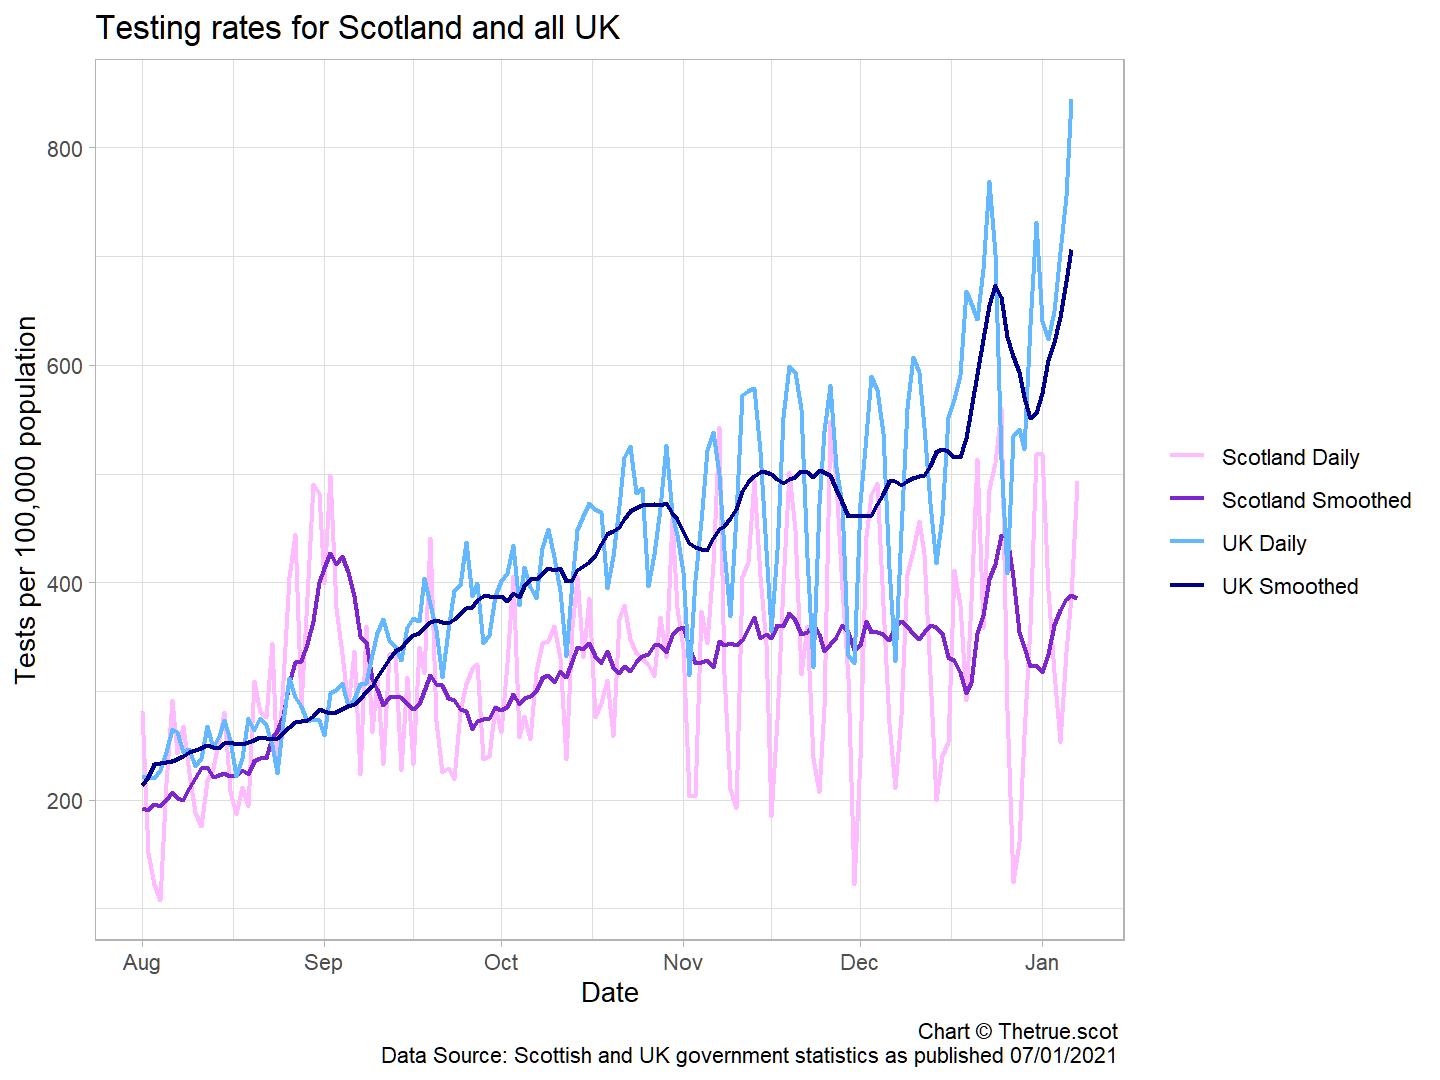 Testing rates for Scotland and all UK
Tests per 100,000 population
800
600
400
200
Aug Sep Oct Nov Dec Jan
Date
Scotland Daily
Scotland Smoothed
UK Daily
UK Smoothed
Chart © Thetrue.scot
Data Source: Scottish and UK government statistics as published 07/01/2021